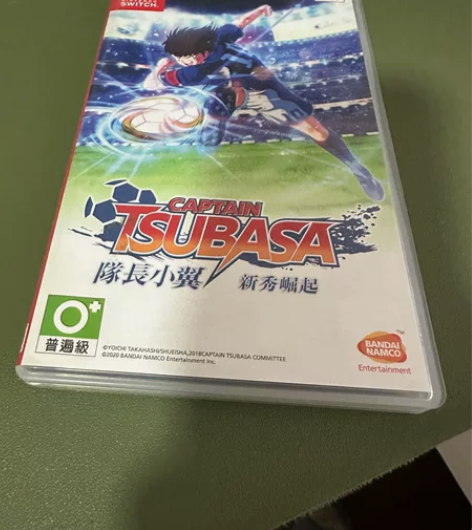 SWITCH.
CAPTAIN
TSUBASA
隊長小翼 新秀崛起
0+
普遍級
©YOICHI TAKAHASHI/SHUEISHA,2018CAPTAIN TSUBASA COMMITTEE
©2020 BANDAI NAMCO Entertainment Inc.
BANDAI
NAMCO
TM
Entertainment